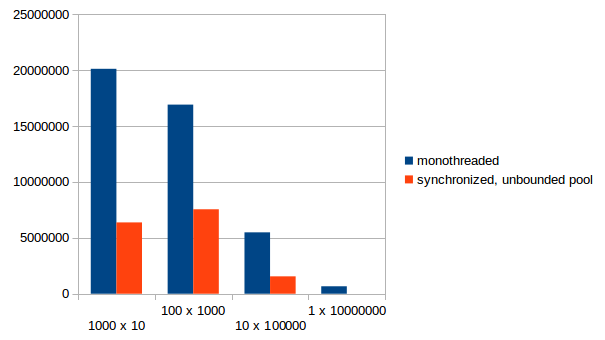 25000000
20000000
15000000
10000000
5000000
0
monothreaded
synchronized, unbounded pool
1000 x 10
100 x 1000
10 x 100000
1 x 10000000